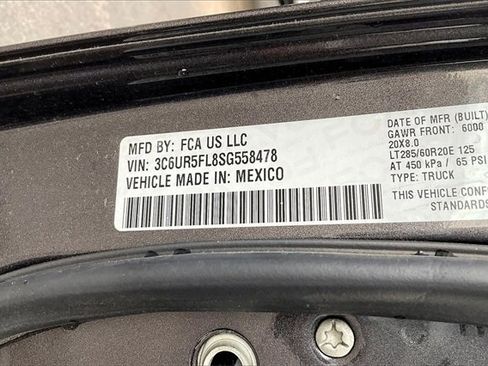 MFD BY: FCA US LLC
VIN: 3C6UR5FL8SG558478
VEHICLE MADE IN: MEXICO
DATE OF MFR (BUILT)
GAWR FRONT: 6000
20X8.0
LT285/60R20E 125
AT 450 kPa / 65 PSI
TYPE: TRUCK
THIS VEHICLE CONF
STANDARDS